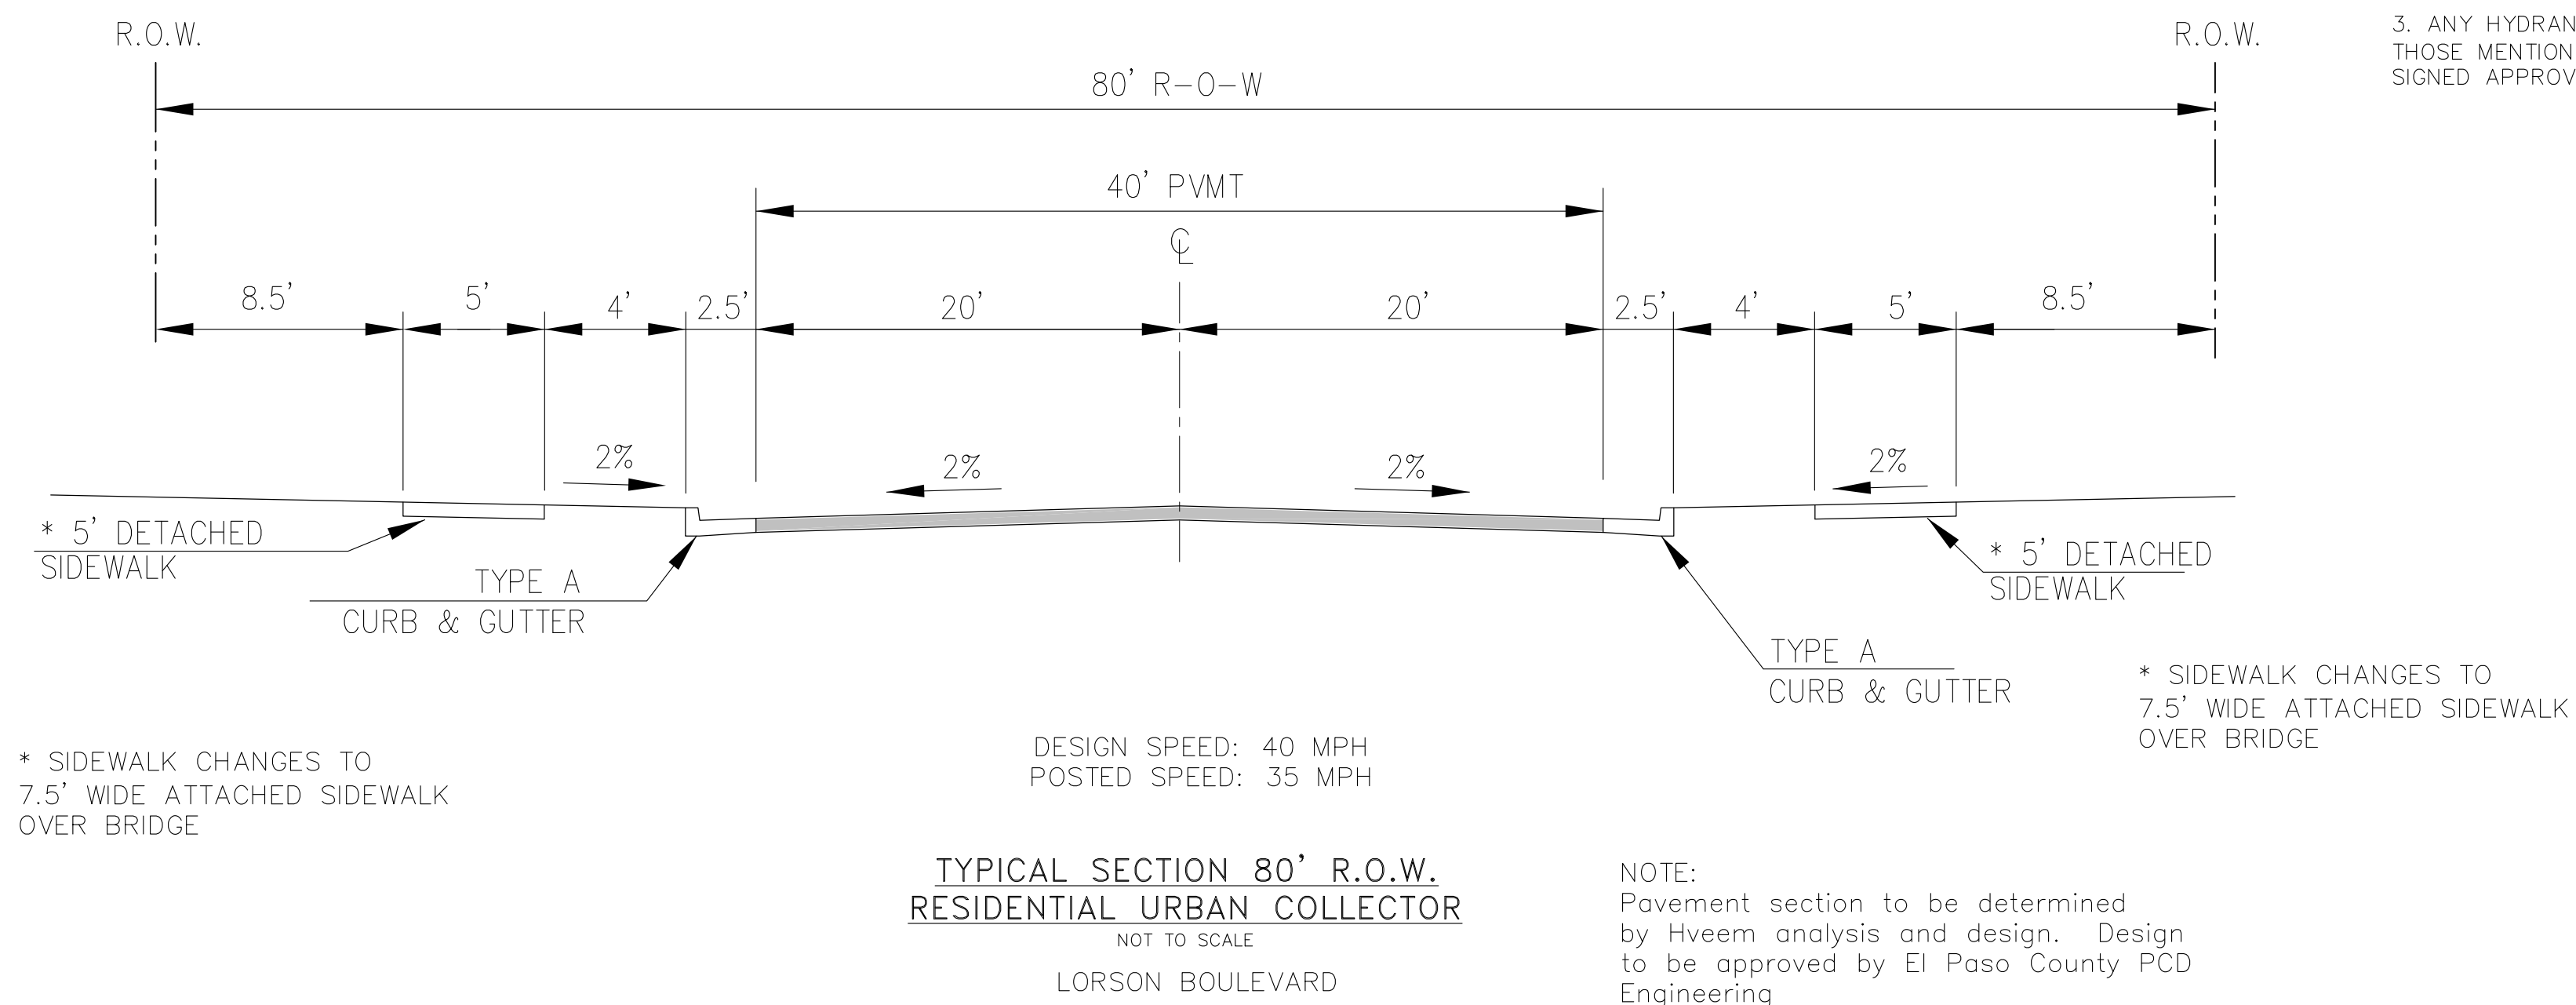 R.O.W.
R.O.W.
80' R-O-W
3. ANY HYDRAN
THOSE MENTION
SIGNED APPROV
40' PVMT
℄
8.5'
5'
4'
2.5'
20'
20'
2.5'
4'
5'
8.5'
2%
2%
2%
2%
* 5' DETACHED
SIDEWALK
TYPE A
CURB & GUTTER
* 5' DETACHED
SIDEWALK
TYPE A
CURB & GUTTER
* SIDEWALK CHANGES TO
7.5' WIDE ATTACHED SIDEWALK
OVER BRIDGE
* SIDEWALK CHANGES TO
7.5' WIDE ATTACHED SIDEWALK
OVER BRIDGE
DESIGN SPEED: 40 MPH
POSTED SPEED: 35 MPH
TYPICAL SECTION 80' R.O.W.
RESIDENTIAL URBAN COLLECTOR
NOT TO SCALE
LORSON BOULEVARD
NOTE:
Pavement section to be determined
by Hveem analysis and design. Design
to be approved by El Paso County PCD
Engineering